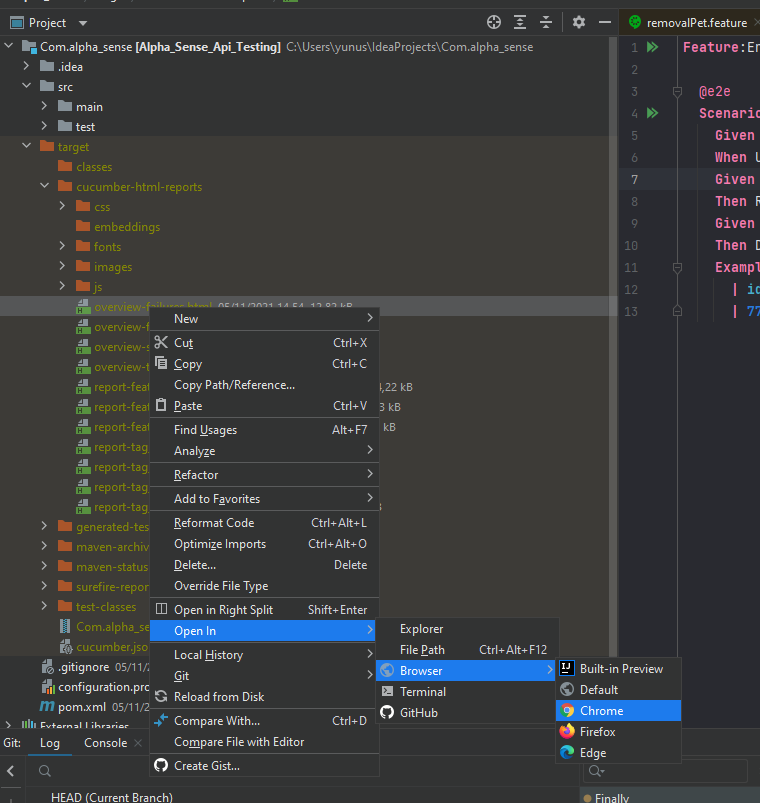 Project
removalPet.feature
Com.alpha_sense [Alpha_Sense_Api_Testing] C:\Users\yunus\IdeaProjects\Com.alpha_sense
.idea
src
main
test
target
classes
cucumber-html-reports
css
embeddings
fonts
images
js
overview-failures.html 05/11/2021 14:54, 12,82 kB
overview-f
overview-s
overview-t
report-feat
4,22 kB
report-feat
3 kB
report-feat
kB
report-tag
report-tag
report-tag
report-tag
generated-tes
maven-archiv
maven-status
surefire-repor
test-classes
Com.alpha_se
cucumber.jso
.gitignore 05/11/
configuration.pro
pom.xml 05/11/2
External Libraries
1 Feature:En
2
3 @e2e
4 Scenario
5 Given
6 When U
7 Given
8 Then R
9 Given
10 Then D
11 Exampl
12 | id
13 | 77
New
Cut Ctrl+X
Copy Ctrl+C
Copy Path/Reference...
Paste Ctrl+V
Find Usages Alt+F7
Analyze
Refactor
Add to Favorites
Reformat Code Ctrl+Alt+L
Optimize Imports Ctrl+Alt+O
Delete... Delete
Override File Type
Open in Right Split Shift+Enter
Open In
Local History
Git
Reload from Disk
Compare With... Ctrl+D
Compare File with Editor
Create Gist...
Explorer
File Path Ctrl+Alt+F12
Browser
Terminal
GitHub
Built-in Preview
Default
Chrome
Firefox
Edge
Git: Log Console
HEAD (Current Branch)
Finally